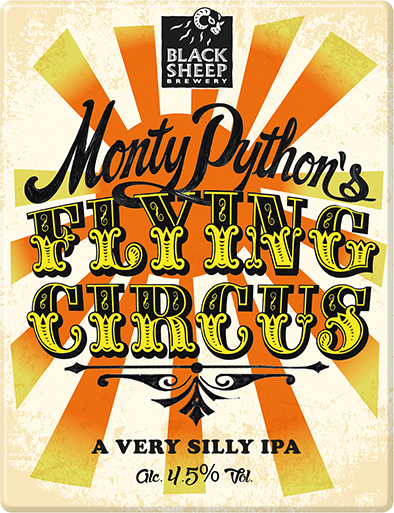 BLACK
SHEEP
BREWERY
Monty Python's
FLYING
CIRCUS
A VERY SILLY IPA
Alc. 4.5% Vol.